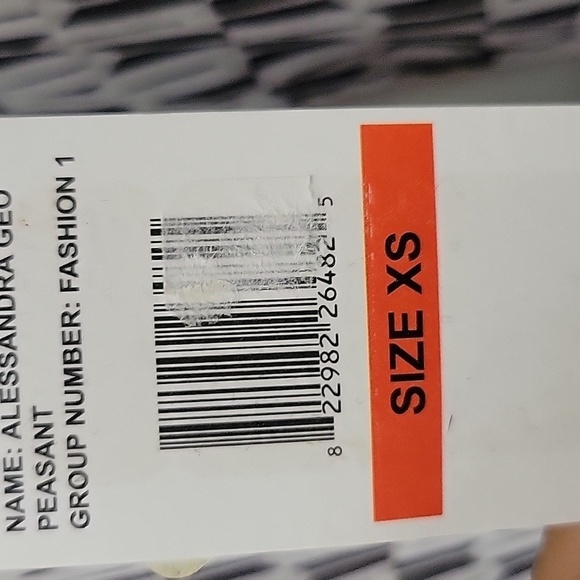 NAME: ALESSANDRA GEO
PEASANT
GROUP NUMBER: FASHION 1
8 22982 26482 5
SIZE XS